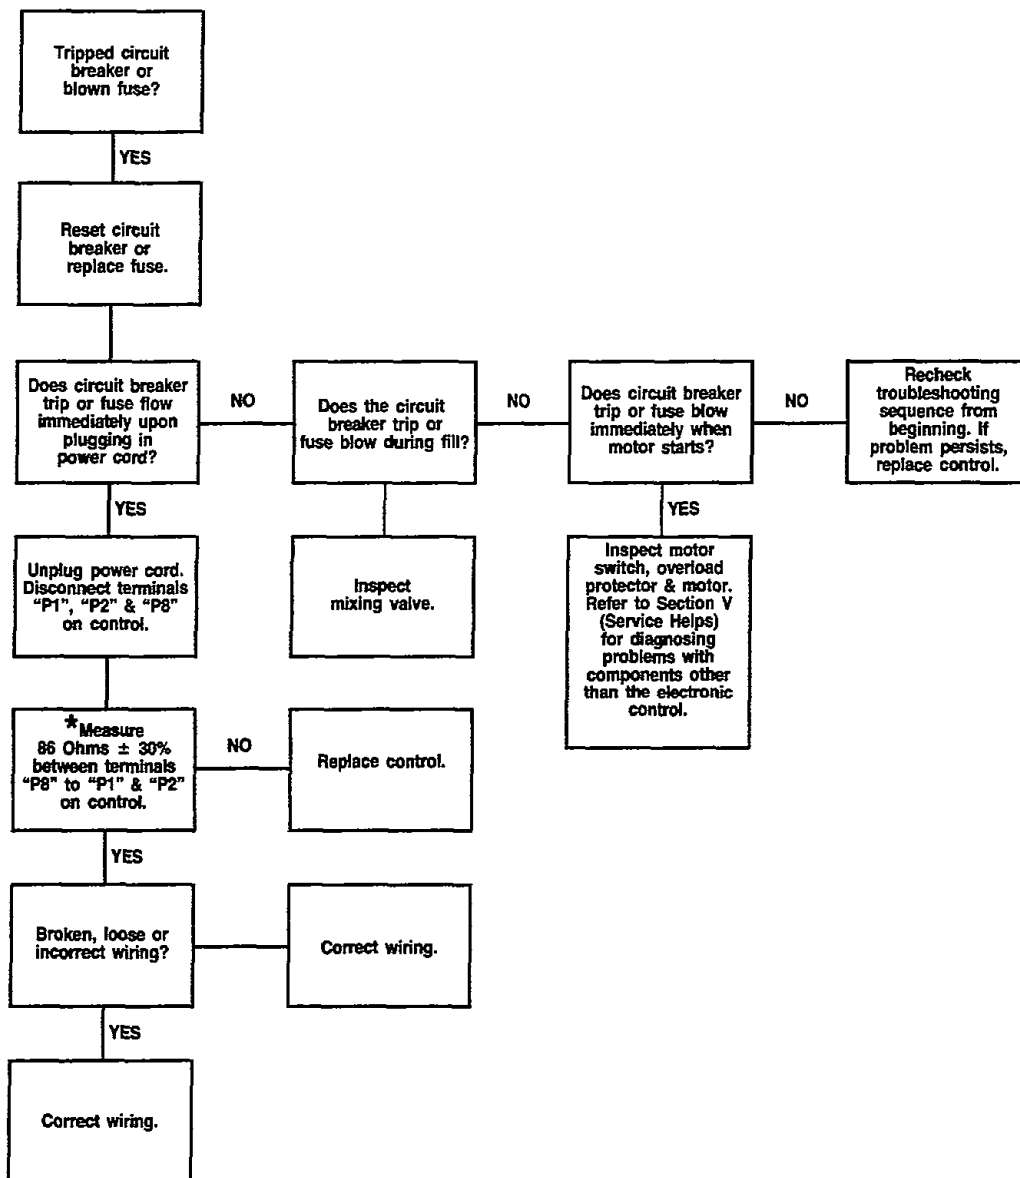 Tripped circuit
breaker or
blown fuse?
YES
Reset circuit
breaker or
replace fuse.
Does circuit breaker
trip or fuse flow
immediately upon
plugging in
power cord?
NO
Does the circuit
breaker trip or
fuse blow during fill?
NO
Does circuit breaker
trip or fuse blow
immediately when
motor starts?
NO
Recheck
troubleshooting
sequence from
beginning. If
problem persists,
replace control.
YES
YES
Unplug power cord.
Disconnect terminals
“P1”, “P2” & “P8”
on control.
Inspect
mixing valve.
Inspect motor
switch, overload
protector & motor.
Refer to Section V
(Service Helps)
for diagnosing
problems with
components other
than the electronic
control.
*Measure
86 Ohms ± 30%
between terminals
“P8” to “P1” & “P2”
on control.
NO
Replace control.
YES
Broken, loose or
incorrect wiring?
Correct wiring.
YES
Correct wiring.